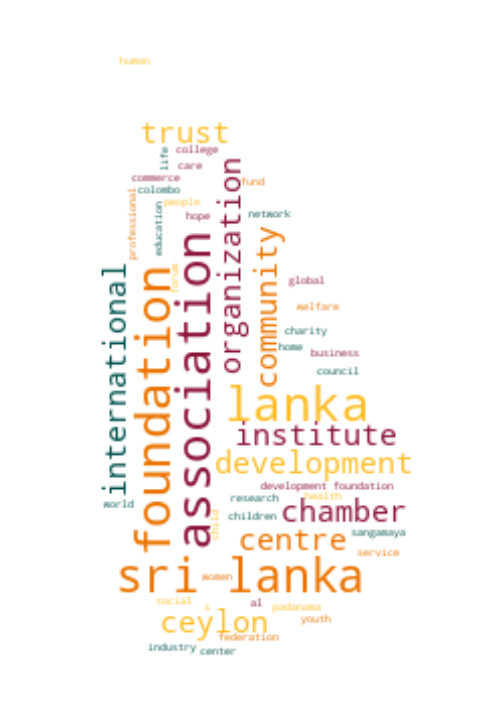 human
trust
life
college
care
commerce
colombo
professional
education
people
hope
organization
fund
network
community
forum
international
foundation
association
global
welfare
charity
home
business
council
lanka
institute
development
development foundation
world
research
health
children
child
chamber
sangamaya
centre
service
sri lanka
women
social
s
al
padanama
ceylon
youth
federation
industry
center